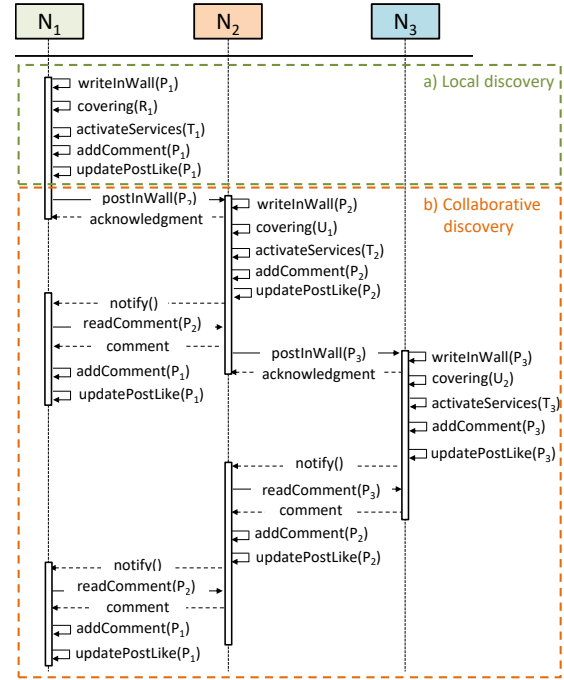 N₁
N₂
N₃
a) Local discovery
writeInWall(P₁)
covering(R₁)
activateServices(T₁)
addComment(P₁)
updatePostLike(P₁)
b) Collaborative
discovery
postInWall(P₂)
acknowledgment
writeInWall(P₂)
covering(U₁)
activateServices(T₂)
addComment(P₂)
updatePostLike(P₂)
notify()
readComment(P₂)
comment
addComment(P₁)
updatePostLike(P₁)
postInWall(P₃)
acknowledgment
writeInWall(P₃)
covering(U₂)
activateServices(T₃)
addComment(P₃)
updatePostLike(P₃)
notify()
readComment(P₃)
comment
addComment(P₂)
updatePostLike(P₂)
notify()
readComment(P₂)
comment
addComment(P₁)
updatePostLike(P₁)